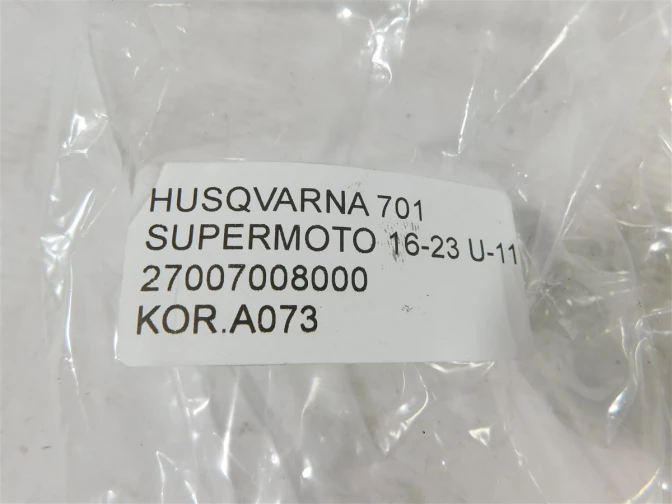 HUSQVARNA 701
SUPERMOTO 16-23 U-11
27007008000
KOR.A073